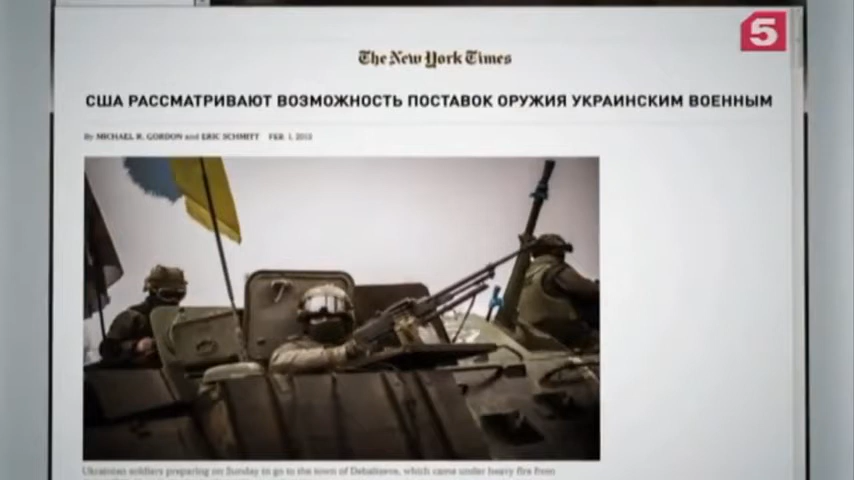 5
The New York Times
США РАССМАТРИВАЮТ ВОЗМОЖНОСТЬ ПОСТАВОК ОРУЖИЯ УКРАИНСКИМ ВОЕННЫМ
By MICHAEL R. GORDON and ERIC SCHMITT FEB. 1, 2015
Ukrainian soldiers preparing on Sunday to go to the town of Debaltseve, which came under heavy fire from